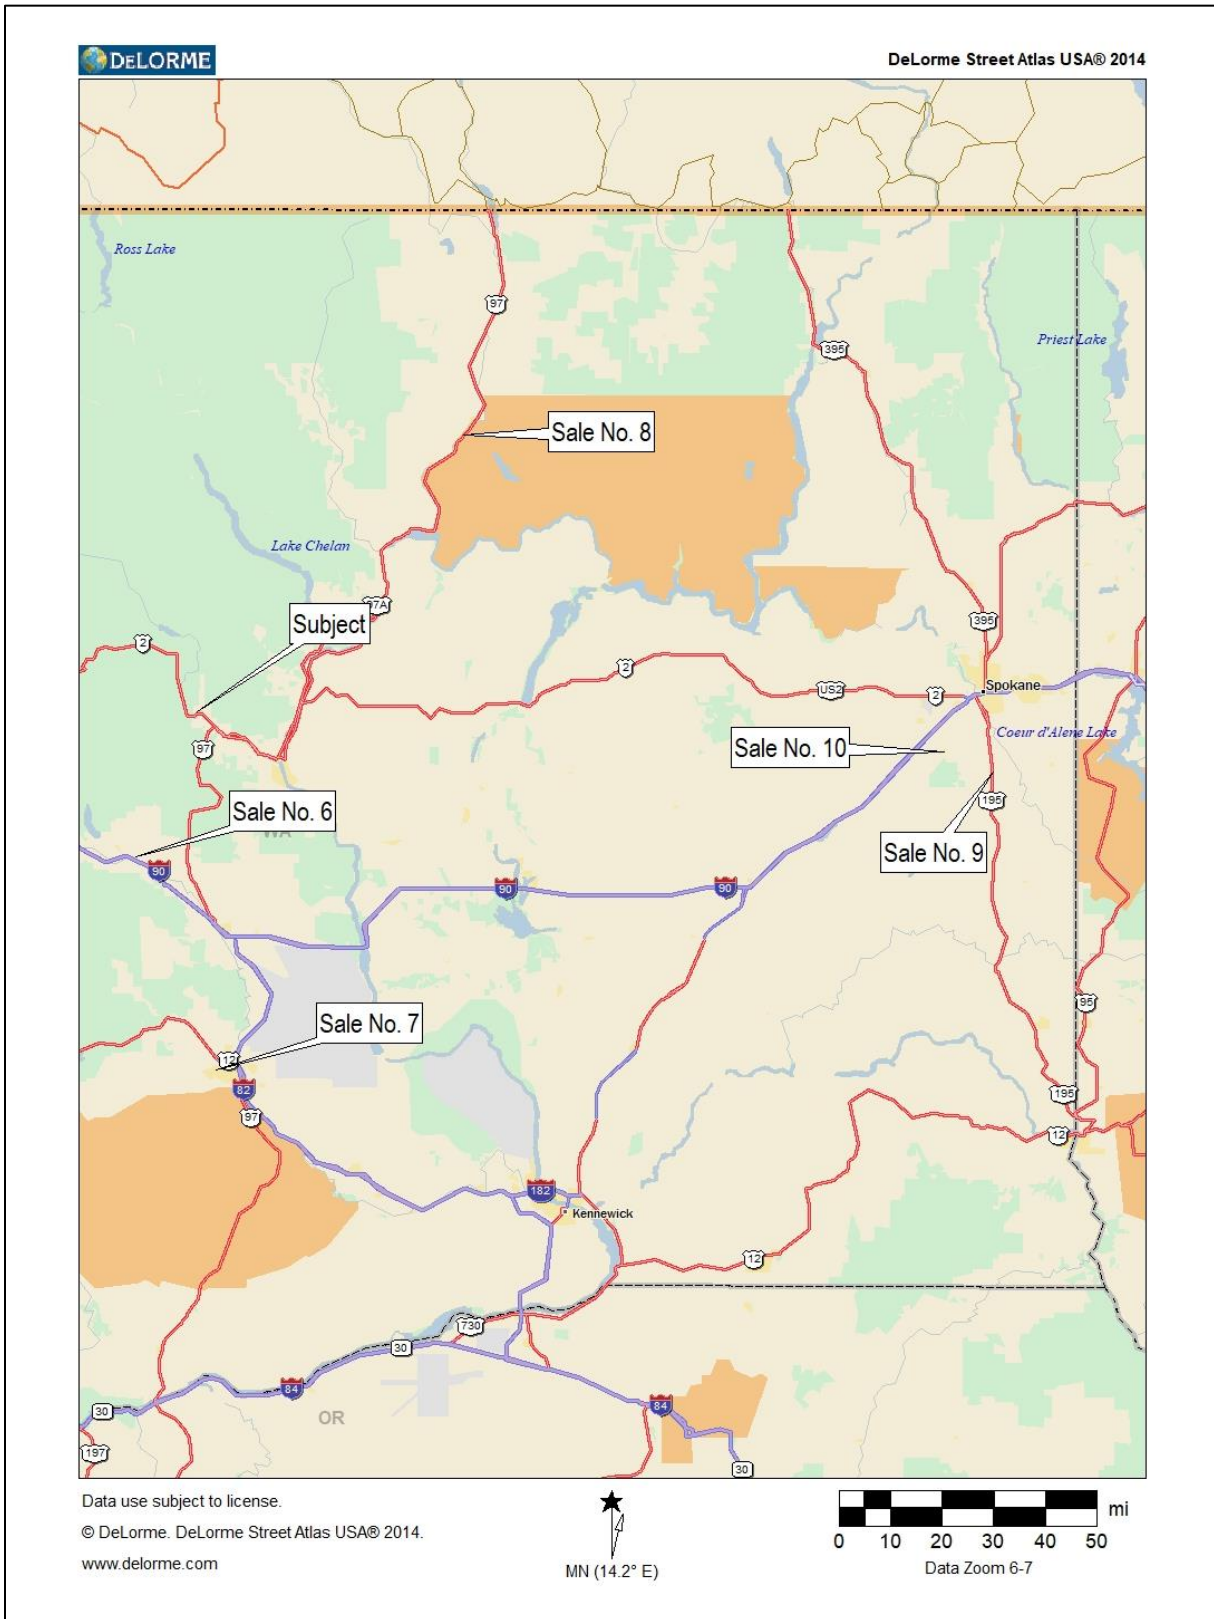 DELORME
DeLorme Street Atlas USA® 2014
Ross Lake
97
395
Priest Lake
Sale No. 8
Lake Chelan
97A
Subject
395
2
2
US2
2
Spokane
97
Sale No. 10
Coeur d'Alene Lake
Sale No. 6
WA
195
Sale No. 9
90
90
90
95
Sale No. 7
12
82
97
195
12
182
Kennewick
12
730
30
84
84
30
OR
197
30
Data use subject to license.
© DeLorme. DeLorme Street Atlas USA® 2014.
www.delorme.com
MN (14.2° E)
mi
0 10 20 30 40 50
Data Zoom 6-7